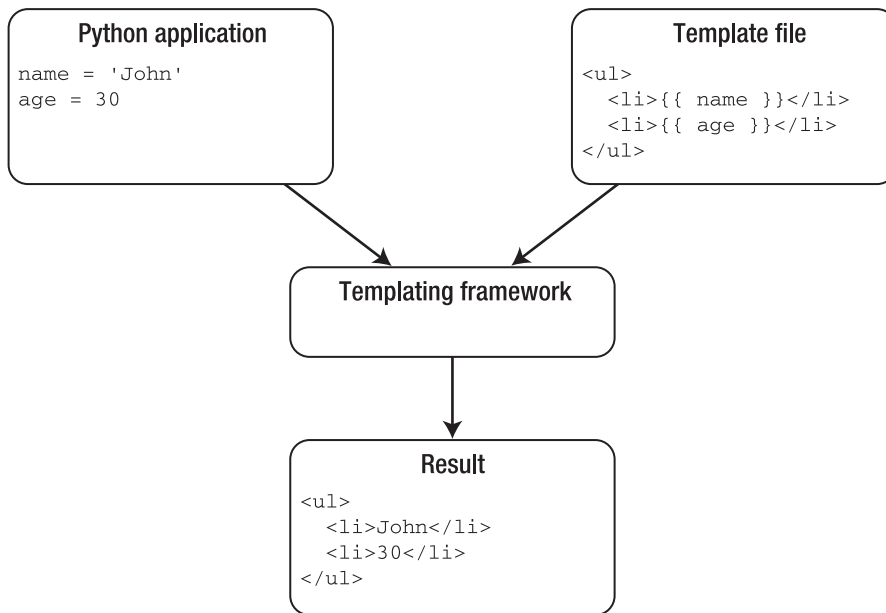 Python application
name = 'John'
age = 30
Template file
<ul>
  <li>{{ name }}</li>
  <li>{{ age }}</li>
</ul>
Templating framework
Result
<ul>
  <li>John</li>
  <li>30</li>
</ul>